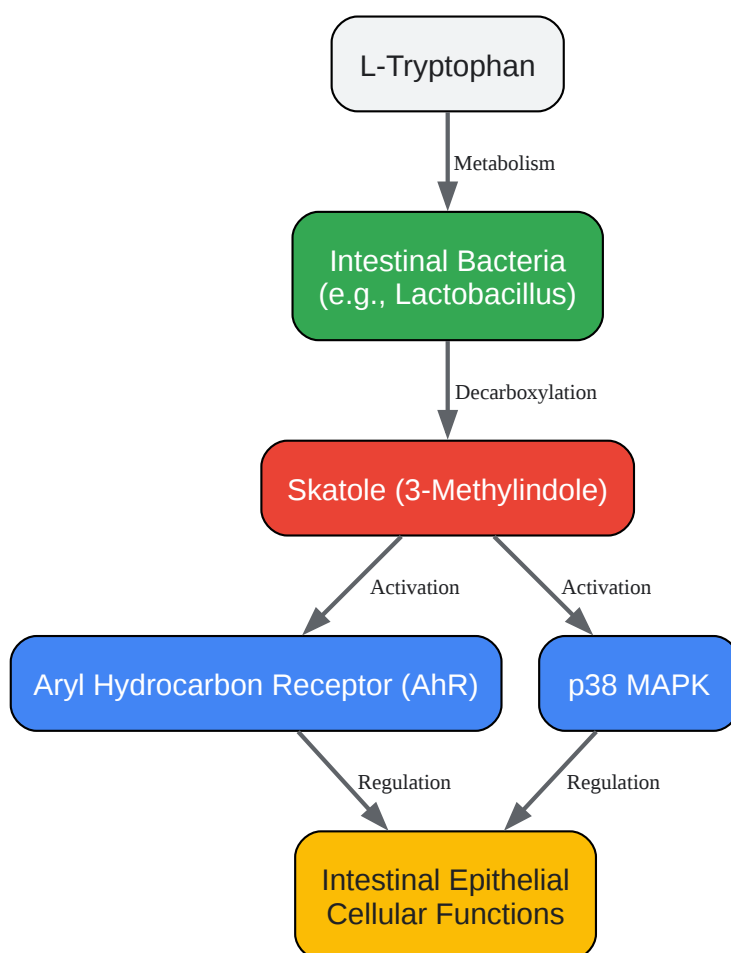 L-Tryptophan
Metabolism
Intestinal Bacteria
(e.g., Lactobacillus)
Decarboxylation
Skatole (3-Methylindole)
Activation
Activation
Aryl Hydrocarbon Receptor (AhR)
p38 MAPK
Regulation
Regulation
Intestinal Epithelial
Cellular Functions